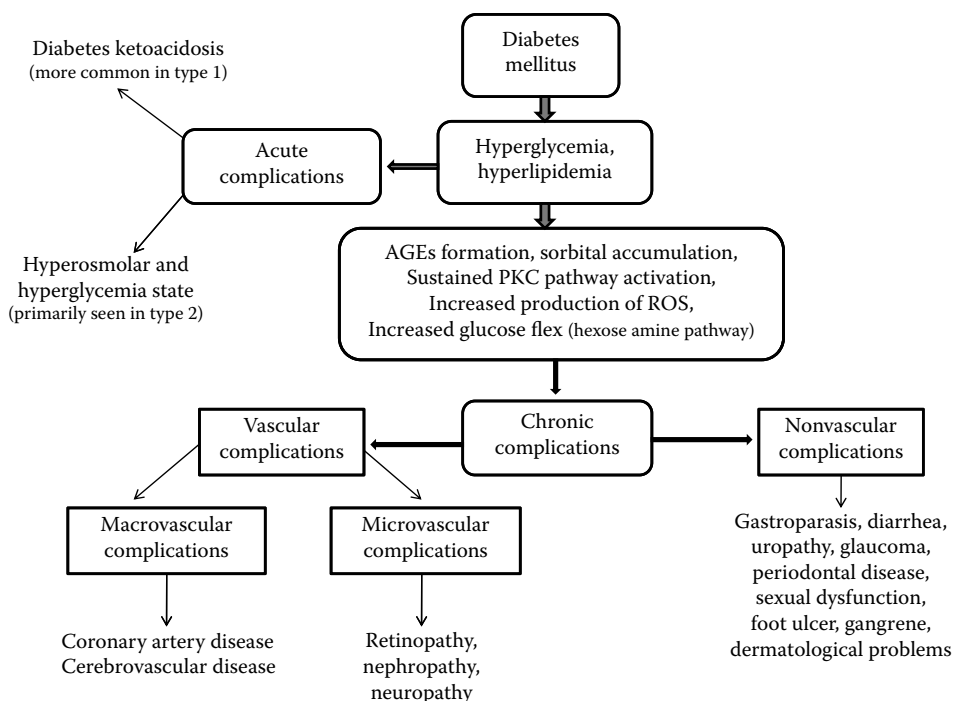 Diabetes
mellitus
Diabetes ketoacidosis
(more common in type 1)
Hyperglycemia,
hyperlipidemia
Acute
complications
Hyperosmolar and
hyperglycemia state
(primarily seen in type 2)
AGEs formation, sorbital accumulation,
Sustained PKC pathway activation,
Increased production of ROS,
Increased glucose flex (hexose amine pathway)
Chronic
complications
Vascular
complications
Nonvascular
complications
Macrovascular
complications
Microvascular
complications
Coronary artery disease
Cerebrovascular disease
Retinopathy,
nephropathy,
neuropathy
Gastroparasis, diarrhea,
uropathy, glaucoma,
periodontal disease,
sexual dysfunction,
foot ulcer, gangrene,
dermatological problems